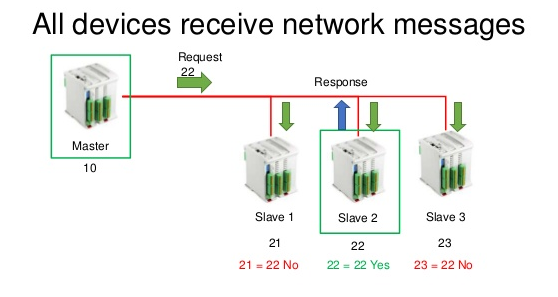 All devices receive network messages
Request
22
Response
Master
10
Slave 1
Slave 2
Slave 3
21
22
23
21 = 22 No
22 = 22 Yes
23 = 22 No